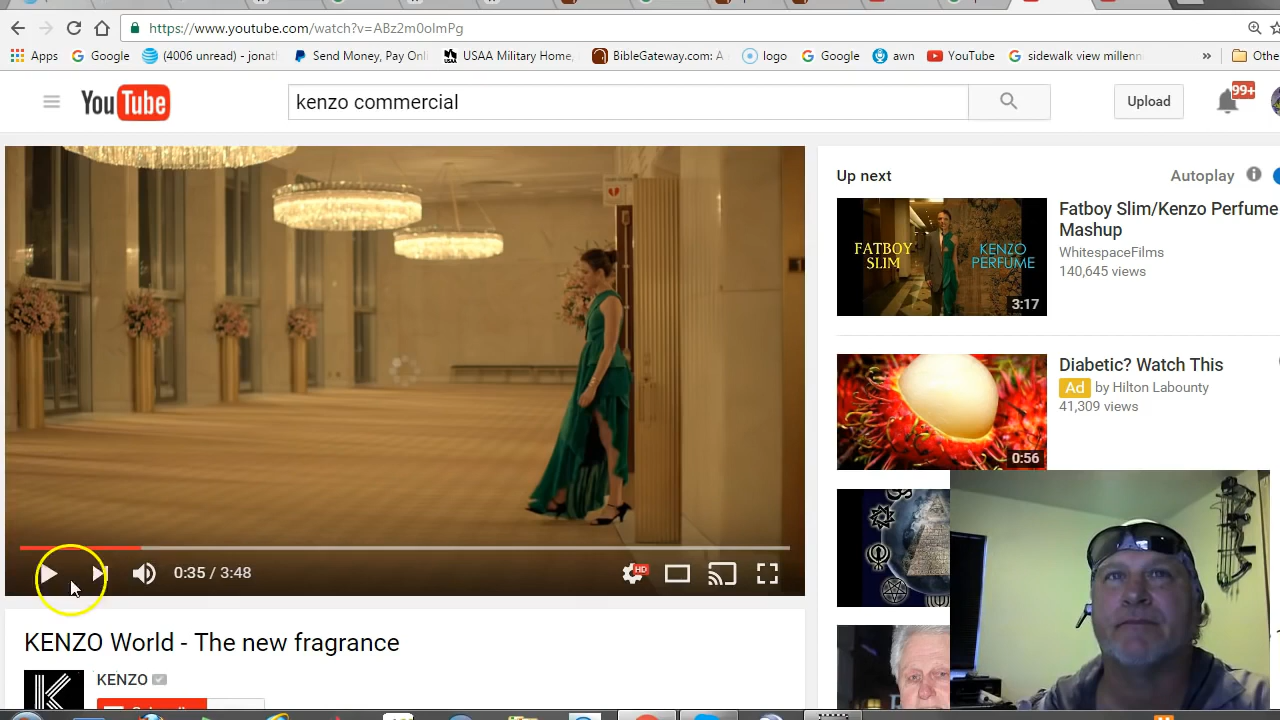 https://www.youtube.com/watch?v=ABz2m0olmPg
Apps Google (4006 unread) - jonat Send Money, Pay Onl USAA Military Home, BibleGateway.com: A logo Google awn YouTube sidewalk view millenn » Othe
YouTube kenzo commercial Upload 99+
Up next Autoplay
Fatboy Slim/Kenzo Perfume
Mashup
WhitespaceFilms
140,645 views
FATBOY
SLIM
KENZO
PERFUME
3:17
Diabetic? Watch This
Ad by Hilton Labounty
41,309 views
0:56
0:35 / 3:48 HD
KENZO World - The new fragrance
KENZO